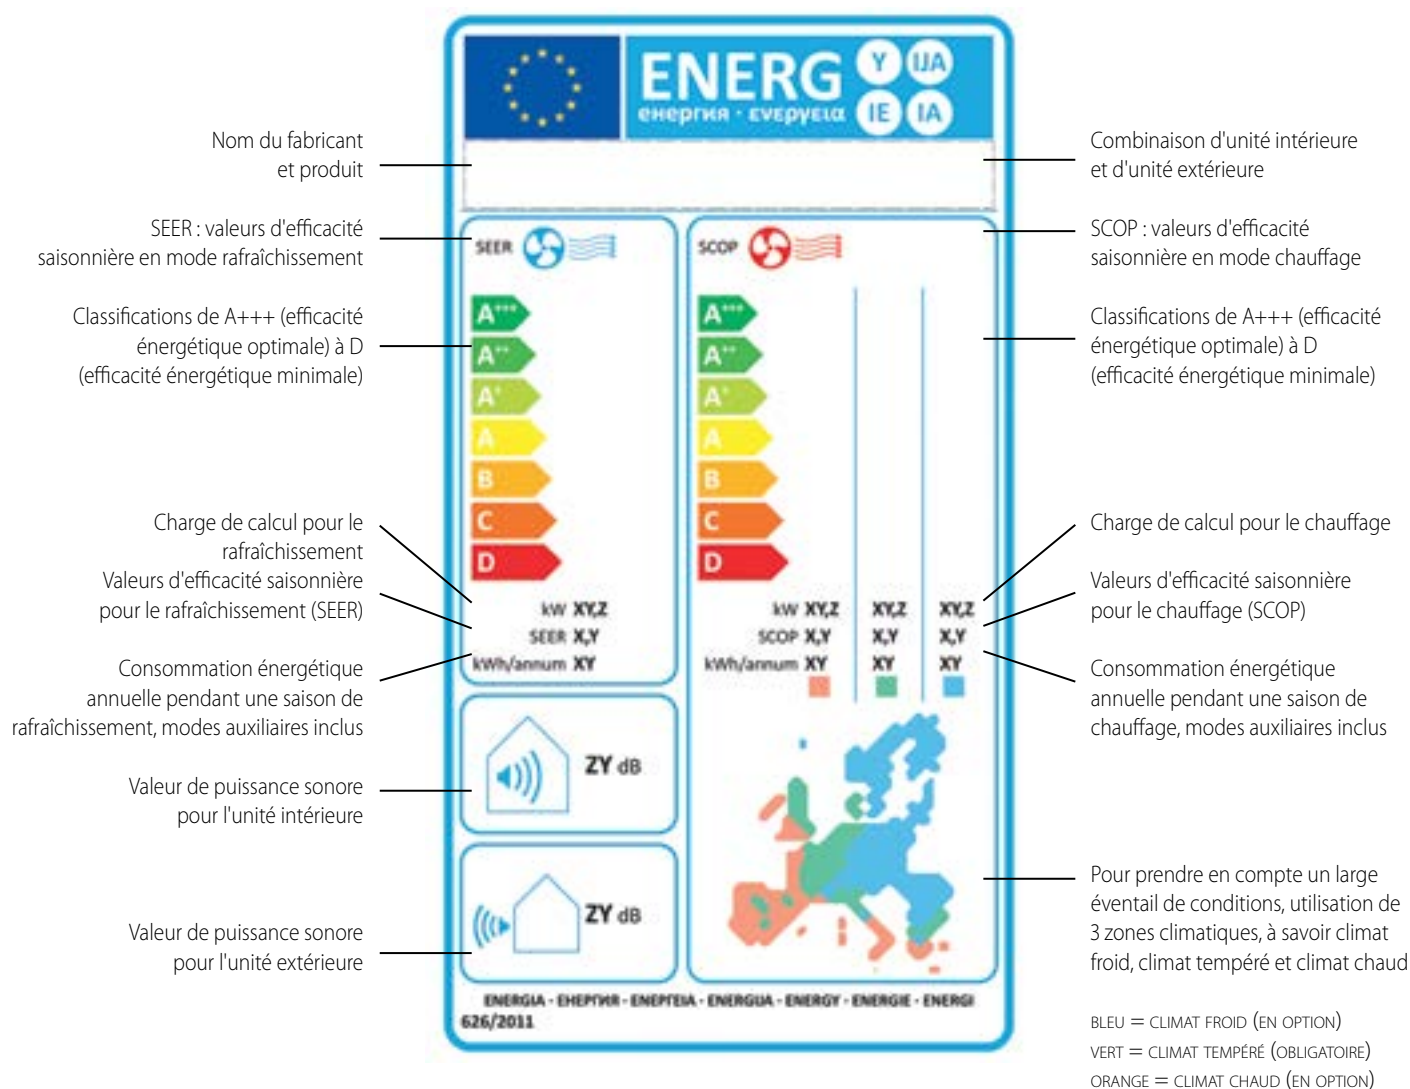 ENERG
Y
IJA
IE
IA
енергия · ενεργεια
Nom du fabricant
et produit
SEER : valeurs d'efficacité
saisonnière en mode rafraîchissement
Classifications de A+++ (efficacité
énergétique optimale) à D
(efficacité énergétique minimale)
Charge de calcul pour le
rafraîchissement
Valeurs d'efficacité saisonnière
pour le rafraîchissement (SEER)
Consommation énergétique
annuelle pendant une saison de
rafraîchissement, modes auxiliaires inclus
Valeur de puissance sonore
pour l'unité intérieure
Valeur de puissance sonore
pour l'unité extérieure
SEER
A+++
A++
A+
A
B
C
D
kW XY,Z
SEER X,Y
kWh/annum XY
ZY dB
ZY dB
SCOP
A+++
A++
A+
A
B
C
D
kW XY,Z XY,Z XY,Z
SCOP X,Y X,Y X,Y
kWh/annum XY XY XY
ENERGIA - ЕНЕРГИЯ - ΕΝΕΡΓΕΙΑ - ENERGIJA - ENERGY - ENERGIE - ENERGI
626/2011
Combinaison d'unité intérieure
et d'unité extérieure
SCOP : valeurs d'efficacité
saisonnière en mode chauffage
Classifications de A+++ (efficacité
énergétique optimale) à D
(efficacité énergétique minimale)
Charge de calcul pour le chauffage
Valeurs d'efficacité saisonnière
pour le chauffage (SCOP)
Consommation énergétique
annuelle pendant une saison de
chauffage, modes auxiliaires inclus
Pour prendre en compte un large
éventail de conditions, utilisation de
3 zones climatiques, à savoir climat
froid, climat tempéré et climat chaud
BLEU = CLIMAT FROID (EN OPTION)
VERT = CLIMAT TEMPÉRÉ (OBLIGATOIRE)
ORANGE = CLIMAT CHAUD (EN OPTION)